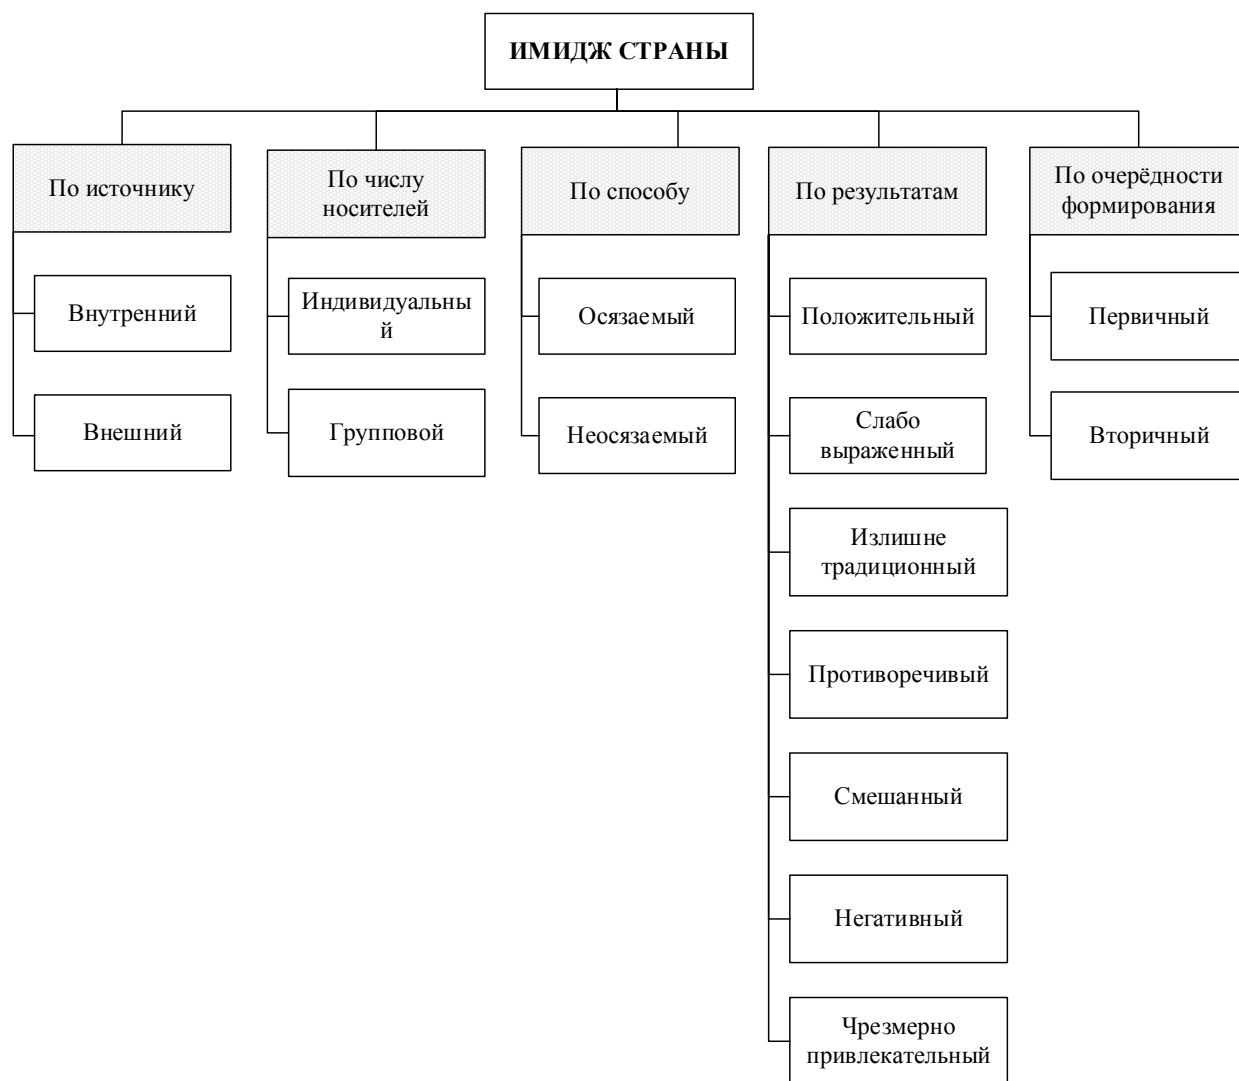 ИМИДЖ СТРАНЫ
По источнику
По числу
носителей
По способу
По результатам
По очерёдности
формирования
Внутренний
Внешний
Индивидуальны
й
Групповой
Осязаемый
Неосязаемый
Положительный
Слабо
выраженный
Излишне
традиционный
Противоречивый
Смешанный
Негативный
Чрезмерно
привлекательный
Первичный
Вторичный